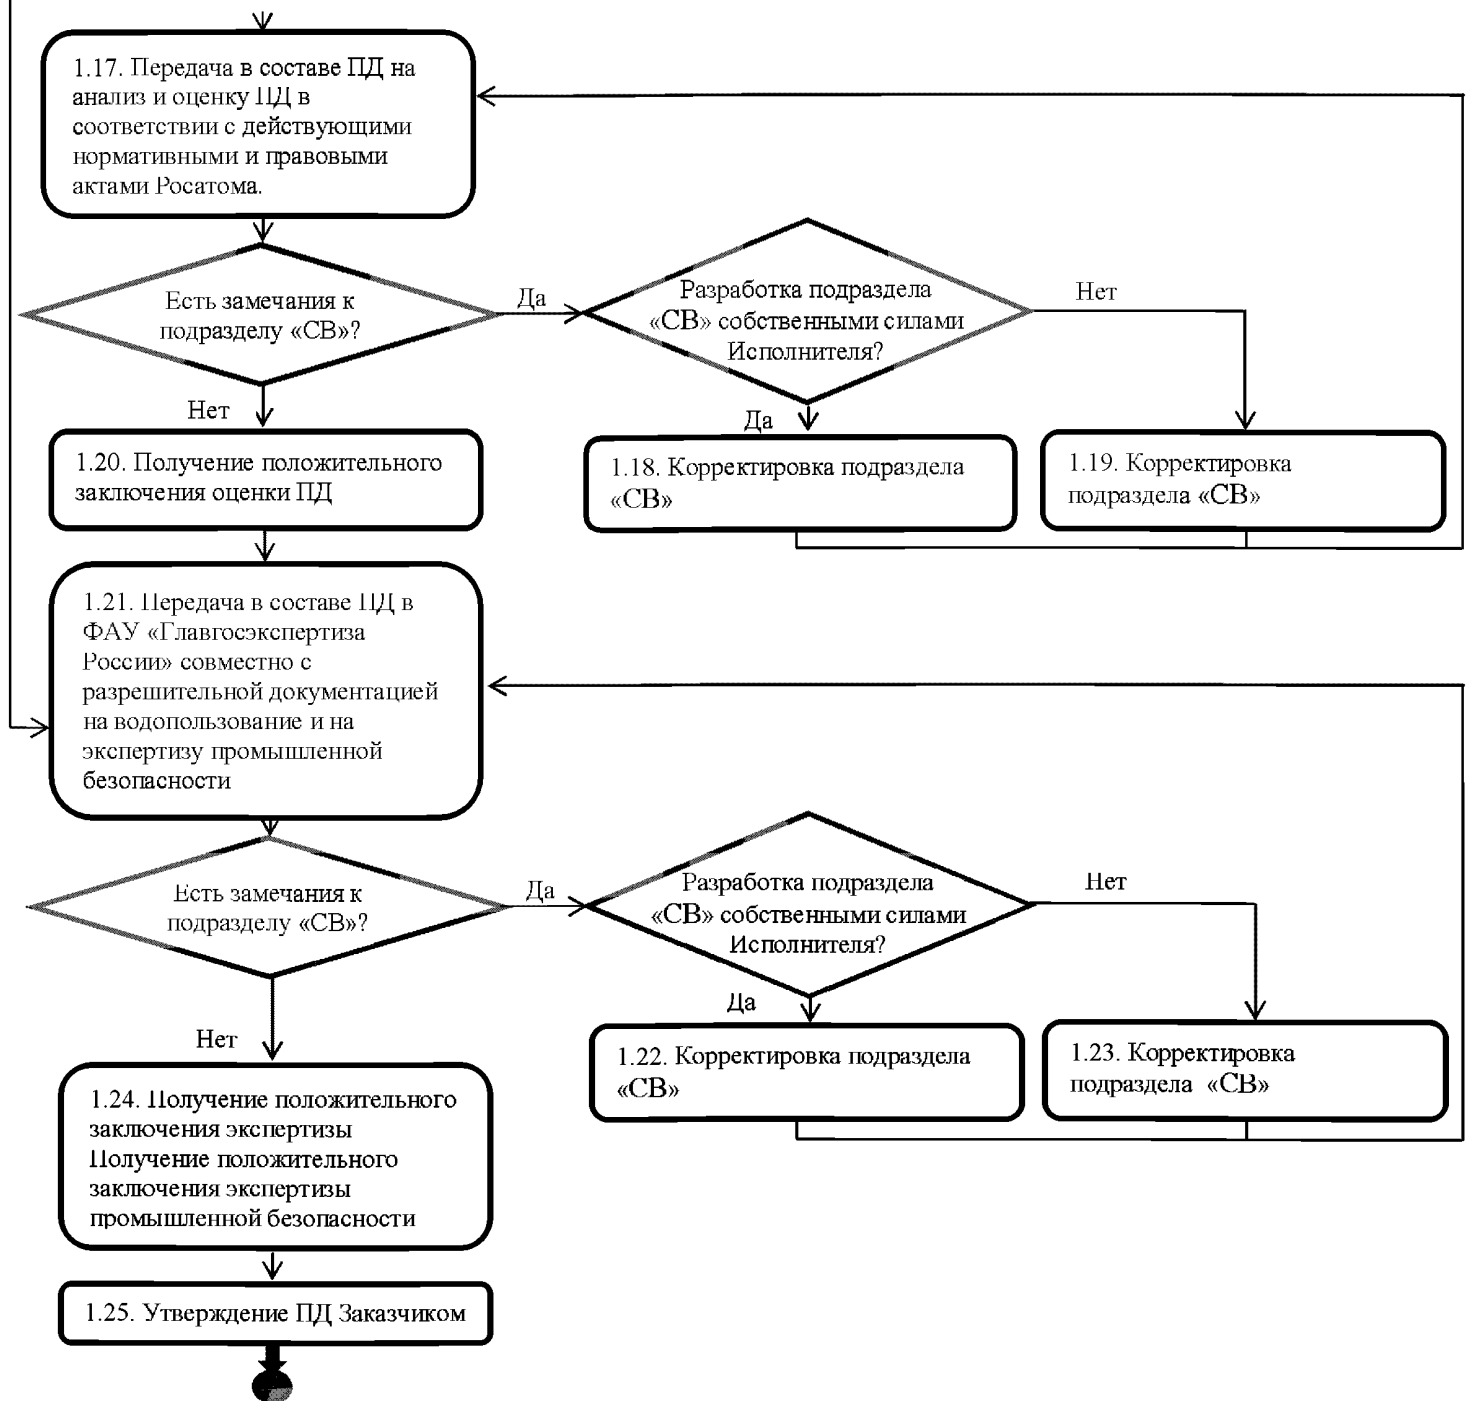 1.17. Передача в составе ПД на
анализ и оценку ПД в
соответствии с действующими
нормативными и правовыми
актами Росатома.
Есть замечания к
подразделу «СВ»?
Да
Разработка подраздела
«СВ» собственными силами
Исполнителя?
Нет
Нет
Да
1.20. Получение положительного
заключения оценки ПД
1.18. Корректировка подраздела
«СВ»
1.19. Корректировка
подраздела «СВ»
1.21. Передача в составе ПД в
ФАУ «Главгосэкспертиза
России» совместно с
разрешительной документацией
на водопользование и на
экспертизу промышленной
безопасности
Есть замечания к
подразделу «СВ»?
Да
Разработка подраздела
«СВ» собственными силами
Исполнителя?
Нет
Да
Нет
1.22. Корректировка подраздела
«СВ»
1.23. Корректировка
подраздела «СВ»
1.24. Получение положительного
заключения экспертизы
Получение положительного
заключения экспертизы
промышленной безопасности
1.25. Утверждение ПД Заказчиком